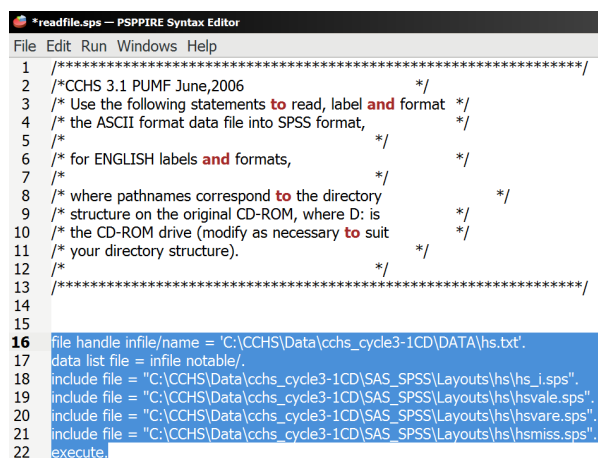 *readfile.sps — PSPPIRE Syntax Editor
File Edit Run Windows Help
1 /****************************************************************/
2 /*CCHS 3.1 PUMF June,2006 */
3 /* Use the following statements to read, label and format */
4 /* the ASCII format data file into SPSS format, */
5 /* */
6 /* for ENGLISH labels and formats, */
7 /* */
8 /* where pathnames correspond to the directory */
9 /* structure on the original CD-ROM, where D: is */
10 /* the CD-ROM drive (modify as necessary to suit */
11 /* your directory structure). */
12 /* */
13 /****************************************************************/
14
15
16 file handle infile/name = 'C:\CCHS\Data\cchs_cycle3-1CD\DATA\hs.txt'.
17 data list file = infile notable/.
18 include file = "C:\CCHS\Data\cchs_cycle3-1CD\SAS_SPSS\Layouts\hs\hs_i.sps".
19 include file = "C:\CCHS\Data\cchs_cycle3-1CD\SAS_SPSS\Layouts\hs\hsvale.sps".
20 include file = "C:\CCHS\Data\cchs_cycle3-1CD\SAS_SPSS\Layouts\hs\hsvare.sps".
21 include file = "C:\CCHS\Data\cchs_cycle3-1CD\SAS_SPSS\Layouts\hs\hsmiss.sps".
22 execute.